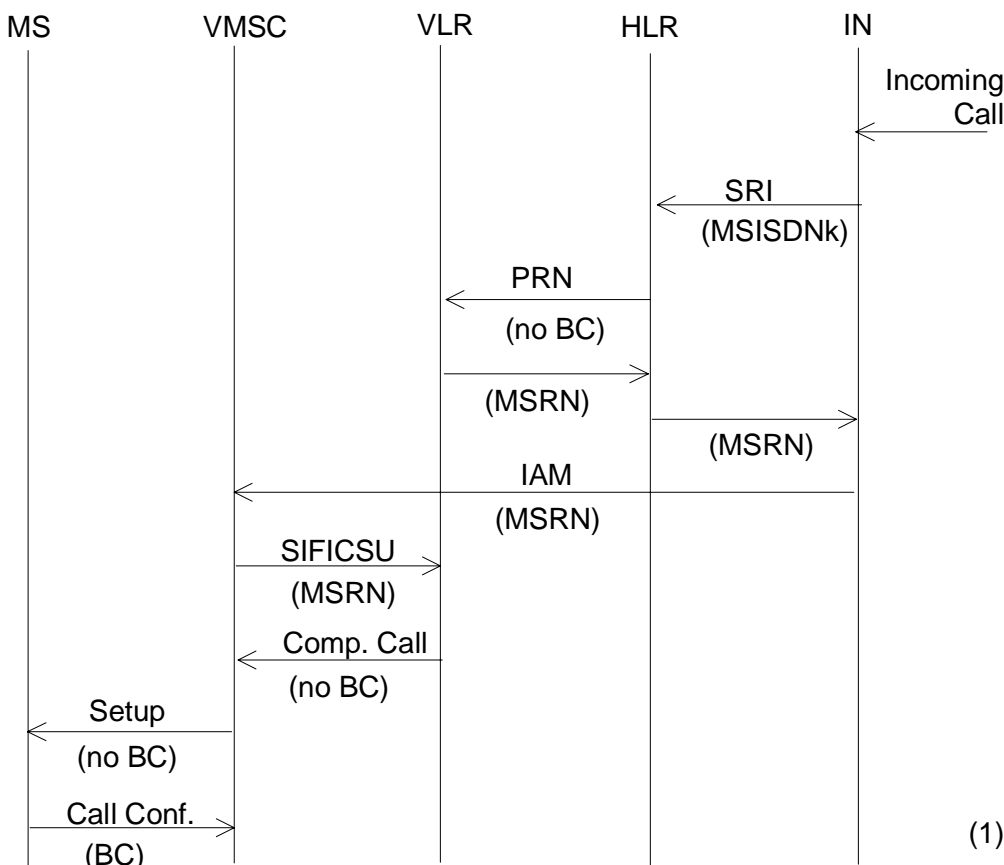 MS VMSC VLR HLR IN
Incoming
Call
SRI
(MSISDNk)
PRN
(no BC)
(MSRN)
(MSRN)
IAM
(MSRN)
SIFICSU
(MSRN)
Comp. Call
(no BC)
Setup
(no BC)
Call Conf.
(BC)
(1)